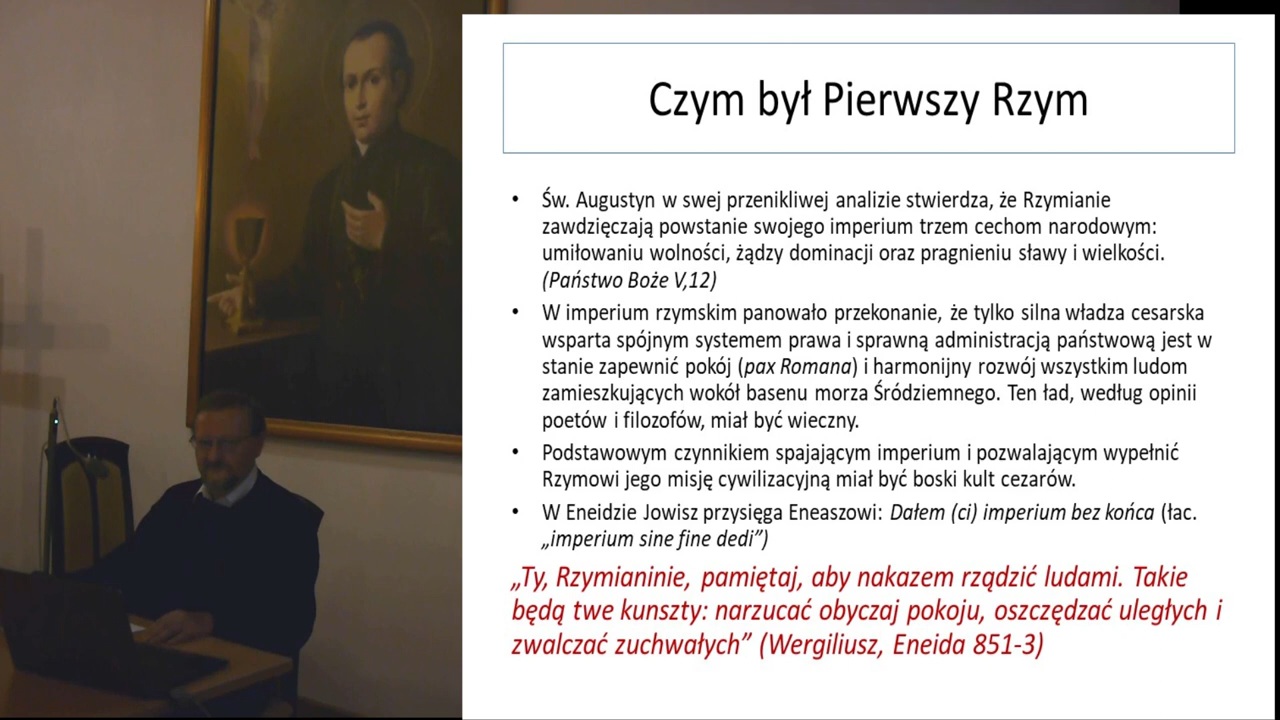 Czym był Pierwszy Rzym
• Św. Augustyn w swej przenikliwej analizie stwierdza, że Rzymianie
zawdzięczają powstanie swojego imperium trzem cechom narodowym:
umiłowaniu wolności, żądzy dominacji oraz pragnieniu sławy i wielkości.
(Państwo Boże V,12)
• W imperium rzymskim panowało przekonanie, że tylko silna władza cesarska
wsparta spójnym systemem prawa i sprawną administracją państwową jest w
stanie zapewnić pokój (pax Romana) i harmonijny rozwój wszystkim ludom
zamieszkujących wokół basenu morza Śródziemnego. Ten ład, według opinii
poetów i filozofów, miał być wieczny.
• Podstawowym czynnikiem spajającym imperium i pozwalającym wypełnić
Rzymowi jego misję cywilizacyjną miał być boski kult cezarów.
• W Eneidzie Jowisz przysięga Eneaszowi: Dałem (ci) imperium bez końca (łac.
„imperium sine fine dedi”)
„Ty, Rzymianinie, pamiętaj, aby nakazem rządzić ludami. Takie
będą twe kunszty: narzucać obyczaj pokoju, oszczędzać uległych i
zwalczać zuchwałych” (Wergiliusz, Eneida 851-3)